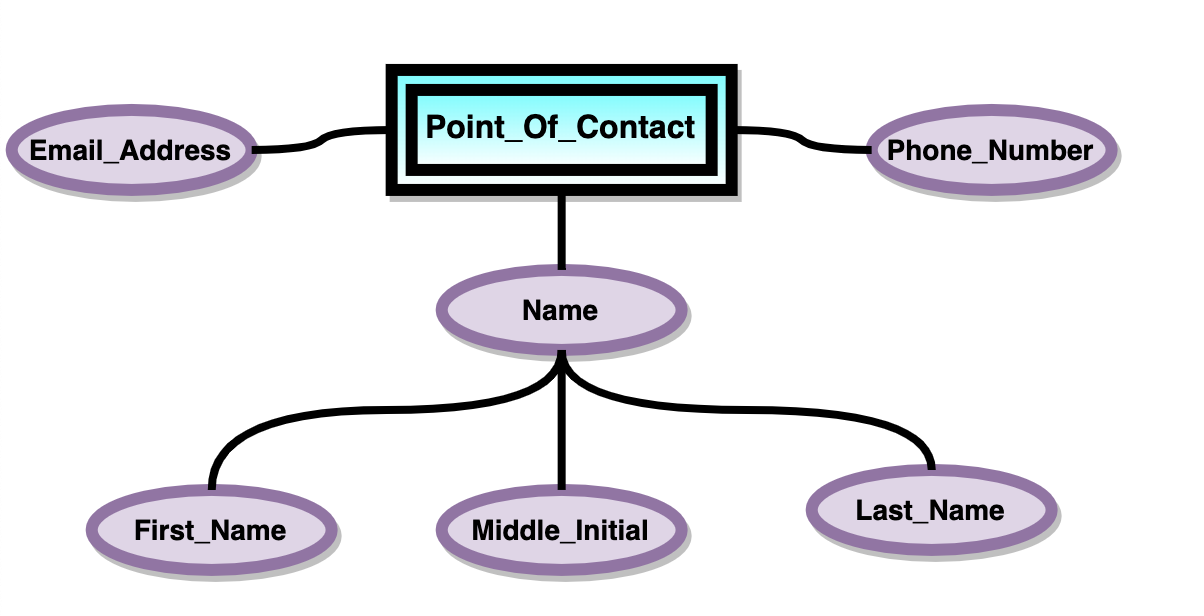 Point_Of_Contact
Email_Address
Phone_Number
Name
First_Name
Middle_Initial
Last_Name